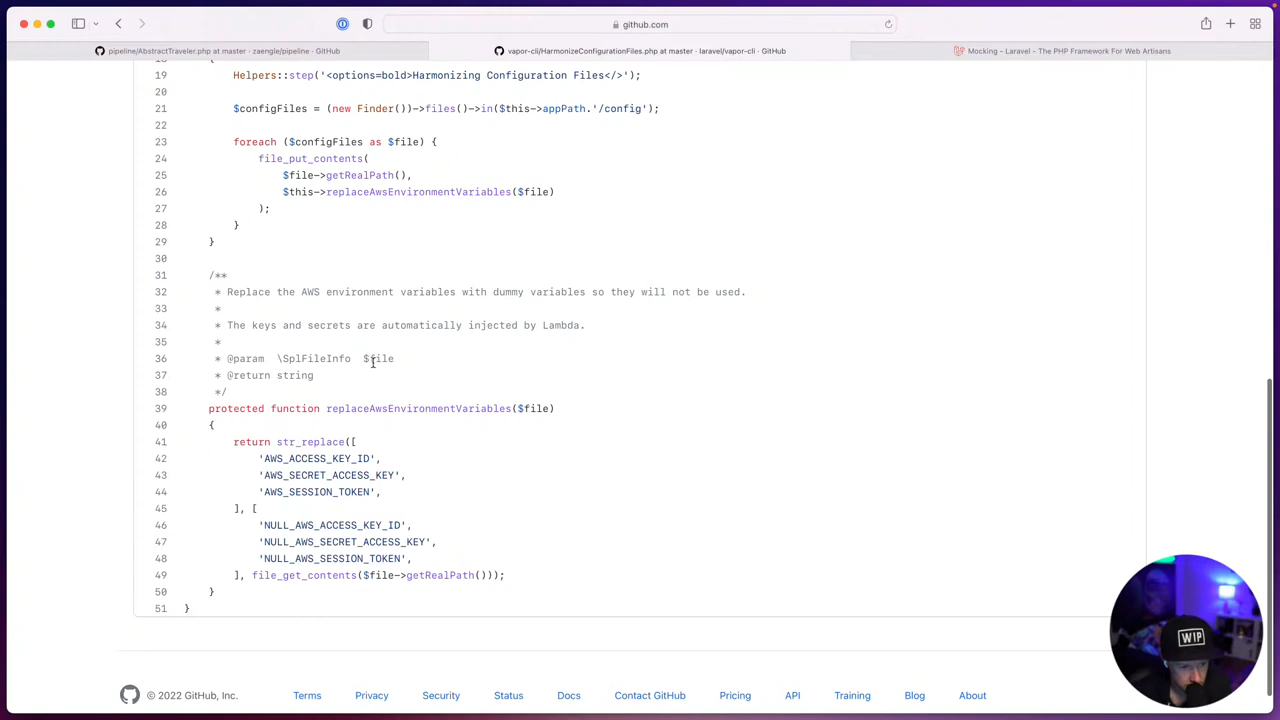 github.com
pipeline/AbstractTraveler.php at master · zaengle/pipeline · GitHub
vapor-cli/HarmonizeConfigurationFiles.php at master · laravel/vapor-cli · GitHub
Mocking - Laravel - The PHP Framework For Web Artisans
18 {
19 Helpers::step('<options=bold>Harmonizing Configuration Files</>');
20
21 $configFiles = (new Finder())->files()->in($this->appPath.'/config');
22
23 foreach ($configFiles as $file) {
24 file_put_contents(
25 $file->getRealPath(),
26 $this->replaceAwsEnvironmentVariables($file)
27 );
28 }
29 }
30
31 /**
32 * Replace the AWS environment variables with dummy variables so they will not be used.
33 *
34 * The keys and secrets are automatically injected by Lambda.
35 *
36 * @param \SplFileInfo $file
37 * @return string
38 */
39 protected function replaceAwsEnvironmentVariables($file)
40 {
41 return str_replace([
42 'AWS_ACCESS_KEY_ID',
43 'AWS_SECRET_ACCESS_KEY',
44 'AWS_SESSION_TOKEN',
45 ], [
46 'NULL_AWS_ACCESS_KEY_ID',
47 'NULL_AWS_SECRET_ACCESS_KEY',
48 'NULL_AWS_SESSION_TOKEN',
49 ], file_get_contents($file->getRealPath()));
50 }
51 }
WIP
© 2022 GitHub, Inc. Terms Privacy Security Status Docs Contact GitHub Pricing API Training Blog About